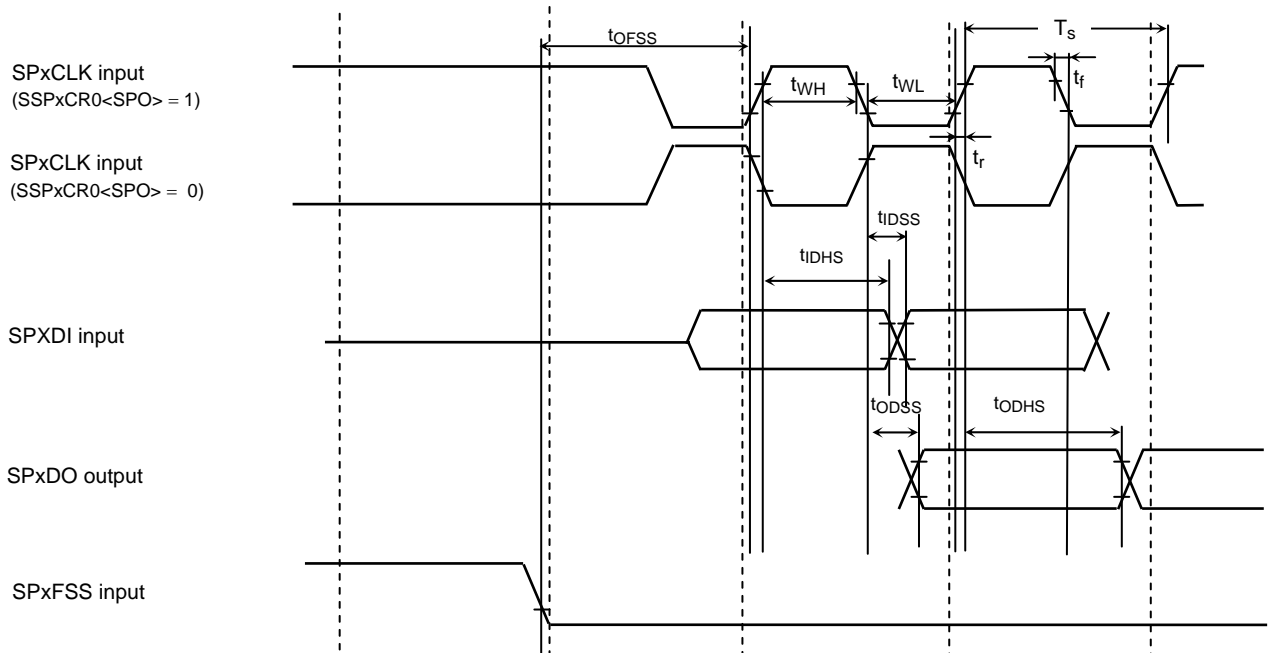 tOFSS
Ts
SPxCLK input
(SSPxCR0<SPO> = 1)
tWH
tWL
tf
SPxCLK input
(SSPxCR0<SPO> = 0)
tr
tIDSS
tIDHS
SPXDI input
tODSS
tODHS
SPxDO output
SPxFSS input